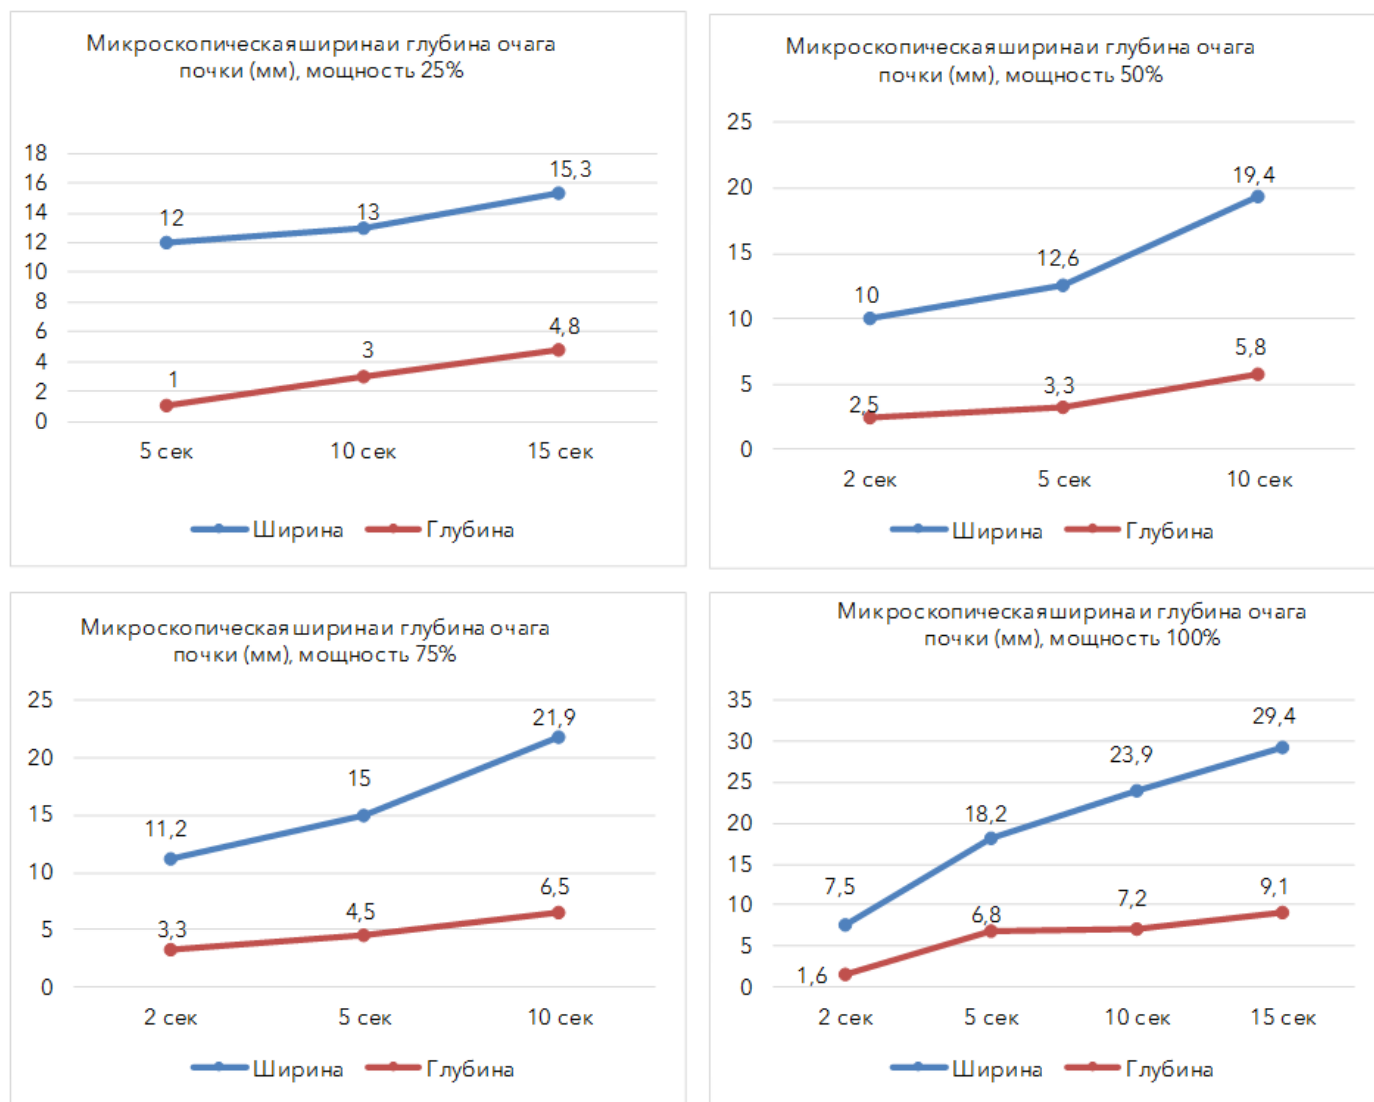 Микроскопическая ширина и глубина очага
почки (мм), мощность 25%
18
16
14
12
10
8
6
4
2
0
12
13
15,3
1
3
4,8
5 сек
10 сек
15 сек
Ширина
Глубина
Микроскопическая ширина и глубина очага
почки (мм), мощность 50%
25
20
15
10
5
0
10
12,6
19,4
2,5
3,3
5,8
2 сек
5 сек
10 сек
Ширина
Глубина
Микроскопическая ширина и глубина очага
почки (мм), мощность 75%
25
20
15
10
5
0
11,2
15
21,9
3,3
4,5
6,5
2 сек
5 сек
10 сек
Ширина
Глубина
Микроскопическая ширина и глубина очага
почки (мм), мощность 100%
35
30
25
20
15
10
5
0
7,5
18,2
23,9
29,4
1,6
6,8
7,2
9,1
2 сек
5 сек
10 сек
15 сек
Ширина
Глубина